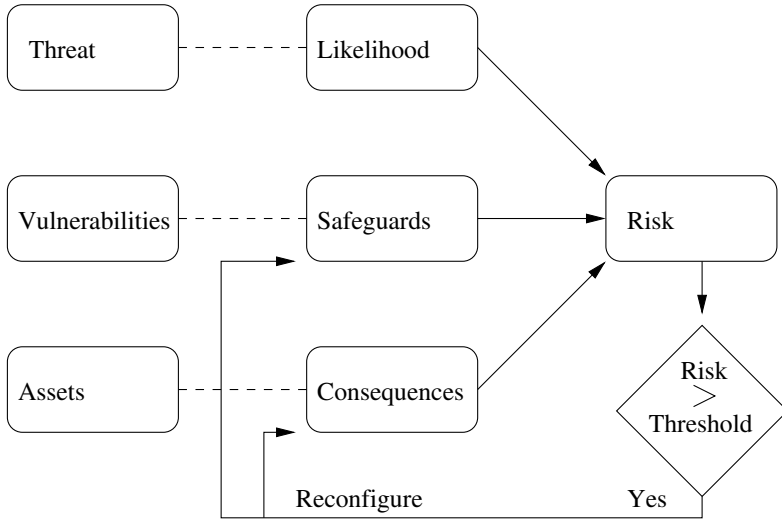 Threat
Likelihood
Vulnerabilities
Safeguards
Risk
Assets
Consequences
Risk
>
Threshold
Reconfigure
Yes